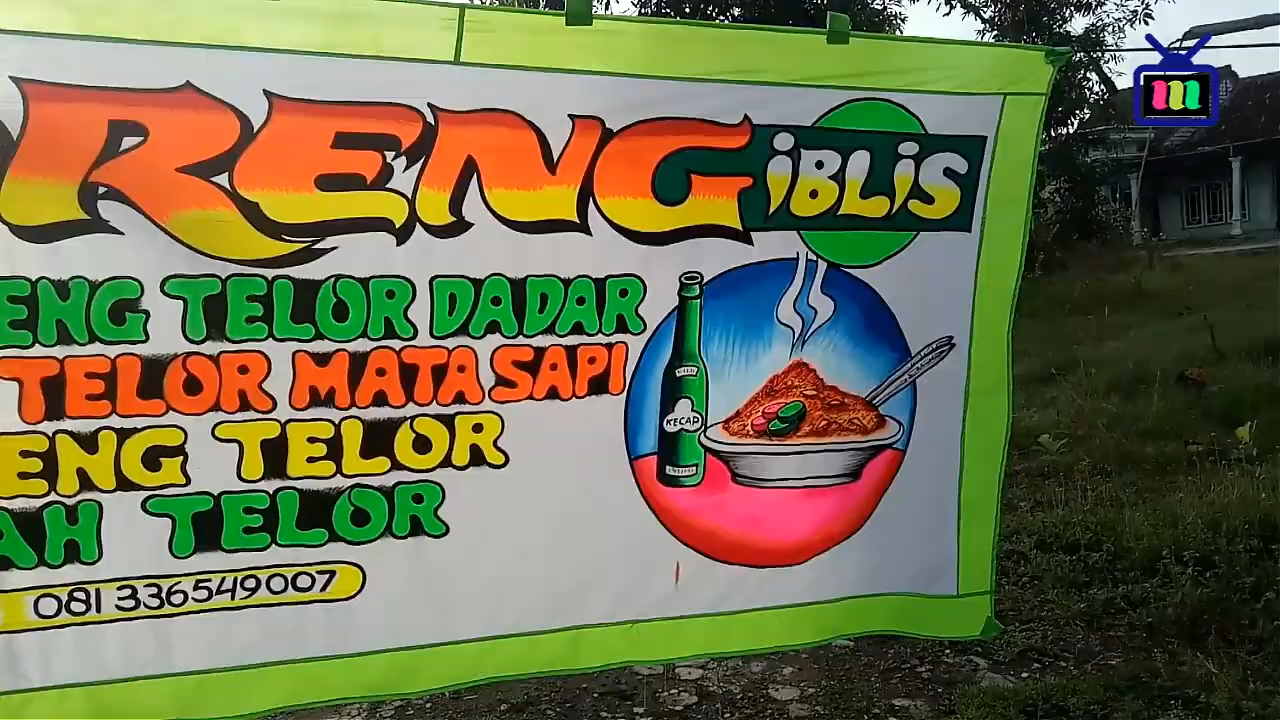 RENG iBLiS
ENG TELOR DADAR
TELOR MATA SAPI
ENG TELOR
AH TELOR
081 336549007
KECAP
m